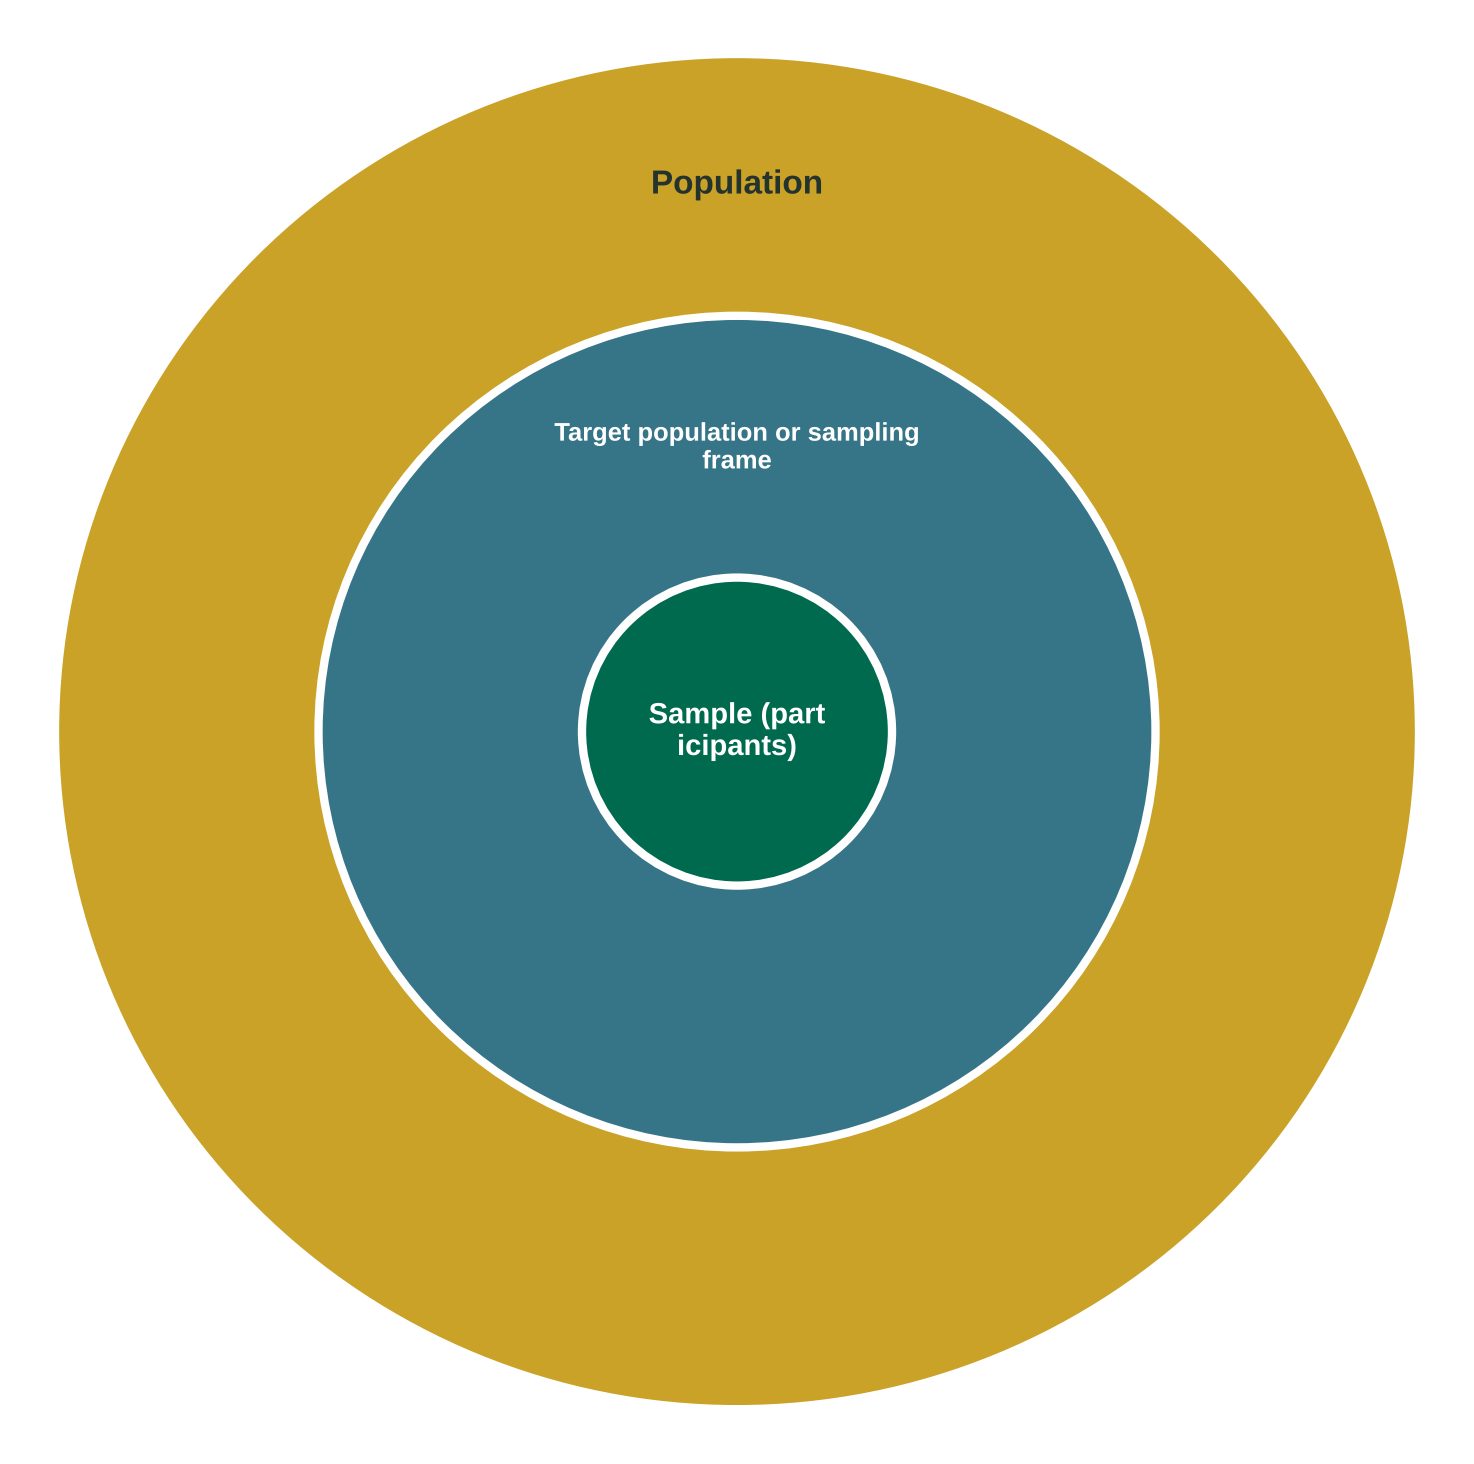 Population
Target population or sampling
frame
Sample (part
icipants)